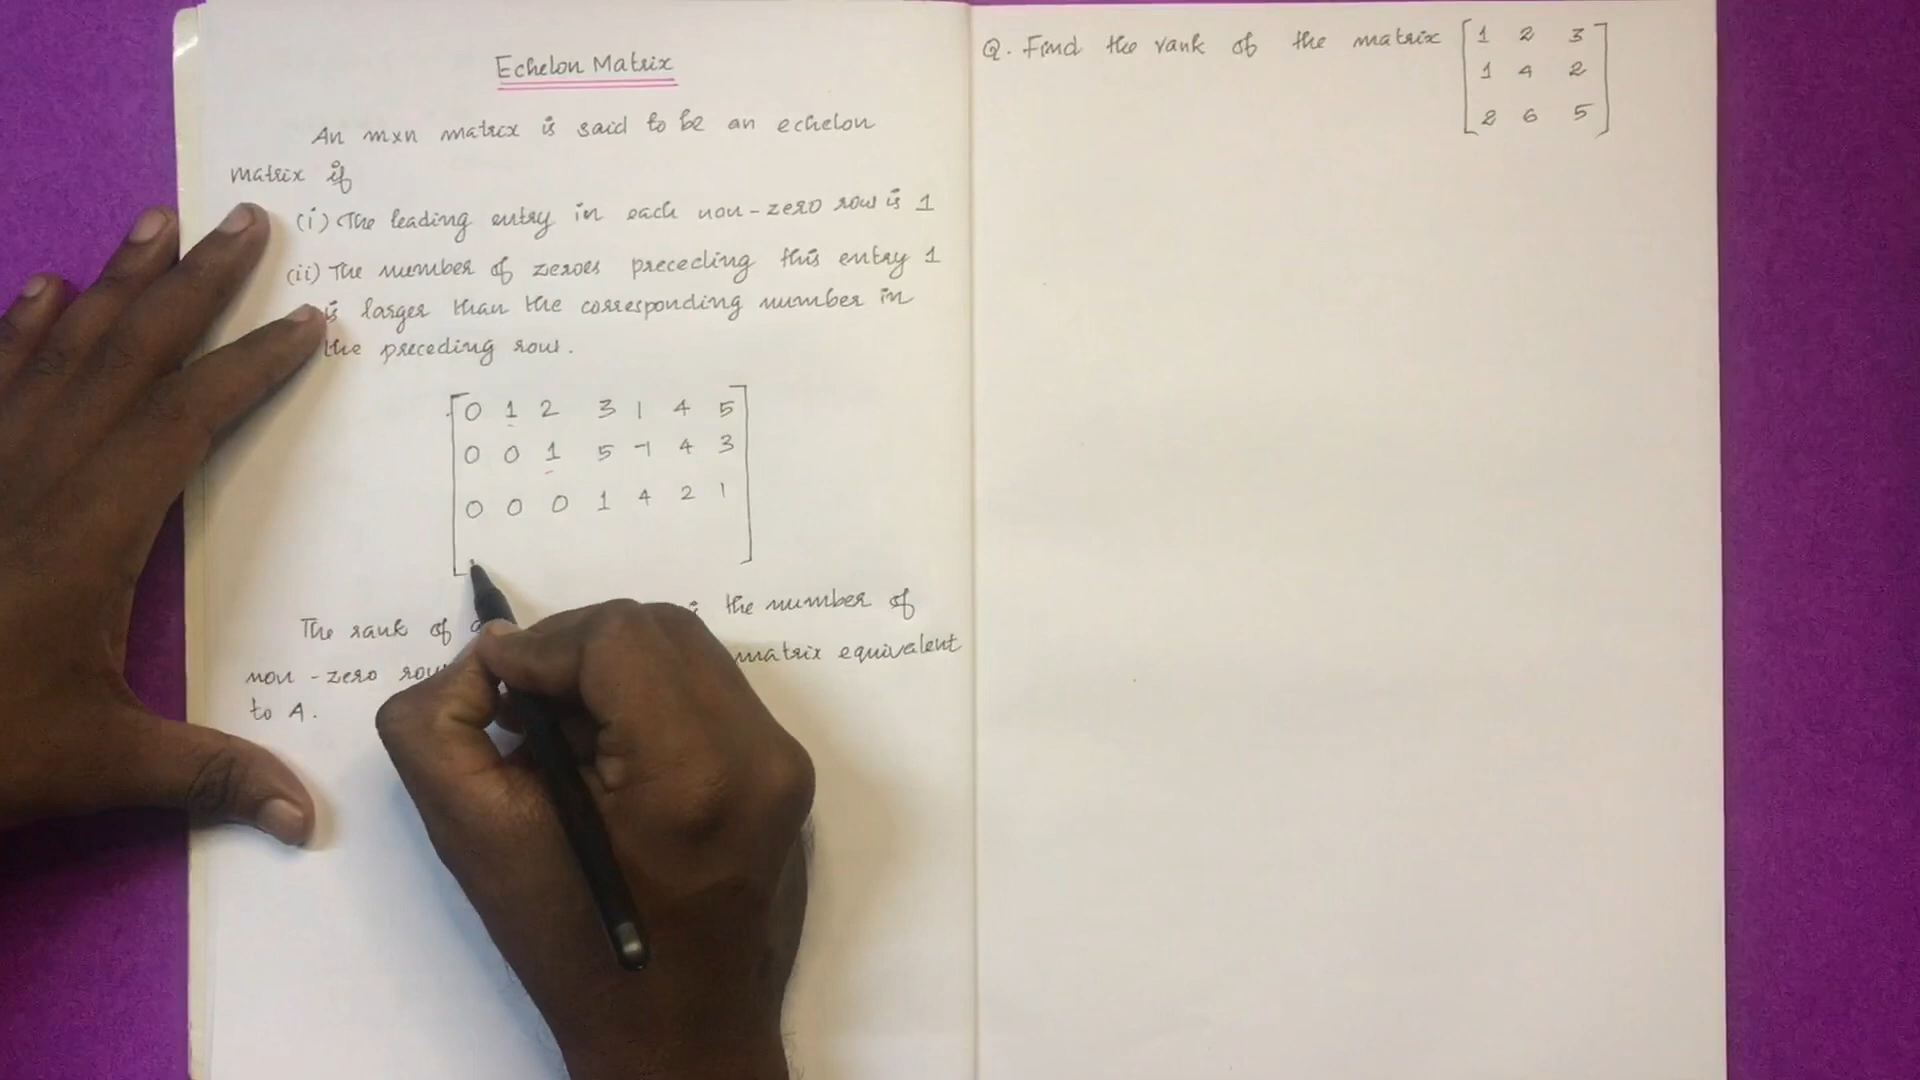 Echelon Matrix
An mxn matrix is said to be an echelon
matrix if
(i) The leading entry in each non-zero row is 1
(ii) The number of zeroes preceding this entry 1
is larger than the corresponding number in
the preceding row.
0 1 2 3 1 4 5
0 0 1 5 -1 4 3
0 0 0 1 4 2 1
The rank of the number of
non-zero matrix equivalent
to A.
Q. Find the rank of the matrix
1 2 3
1 4 2
2 6 5